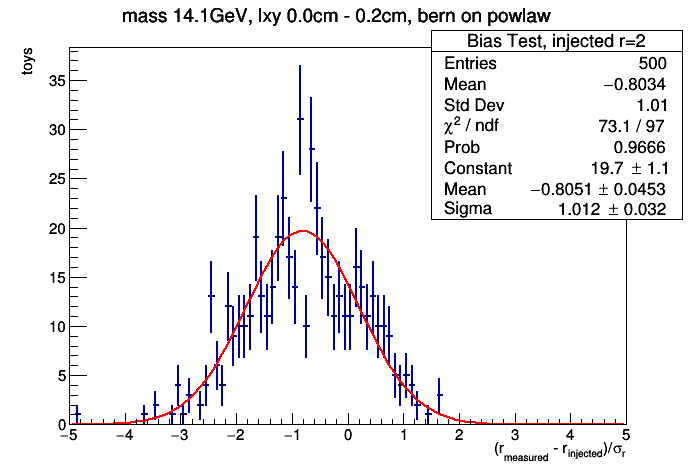 mass 14.1GeV, lxy 0.0cm - 0.2cm, bern on powlaw
Bias Test, injected r=2
Entries 500
Mean −0.8034
Std Dev 1.01
χ² / ndf 73.1 / 97
Prob 0.9666
Constant 19.7 ± 1.1
Mean −0.8051 ± 0.0453
Sigma 1.012 ± 0.032
toys
35
30
25
20
15
10
5
0
−5 −4 −3 −2 −1 0 1 2 3 4 5
(r_measured - r_injected)/σ_r